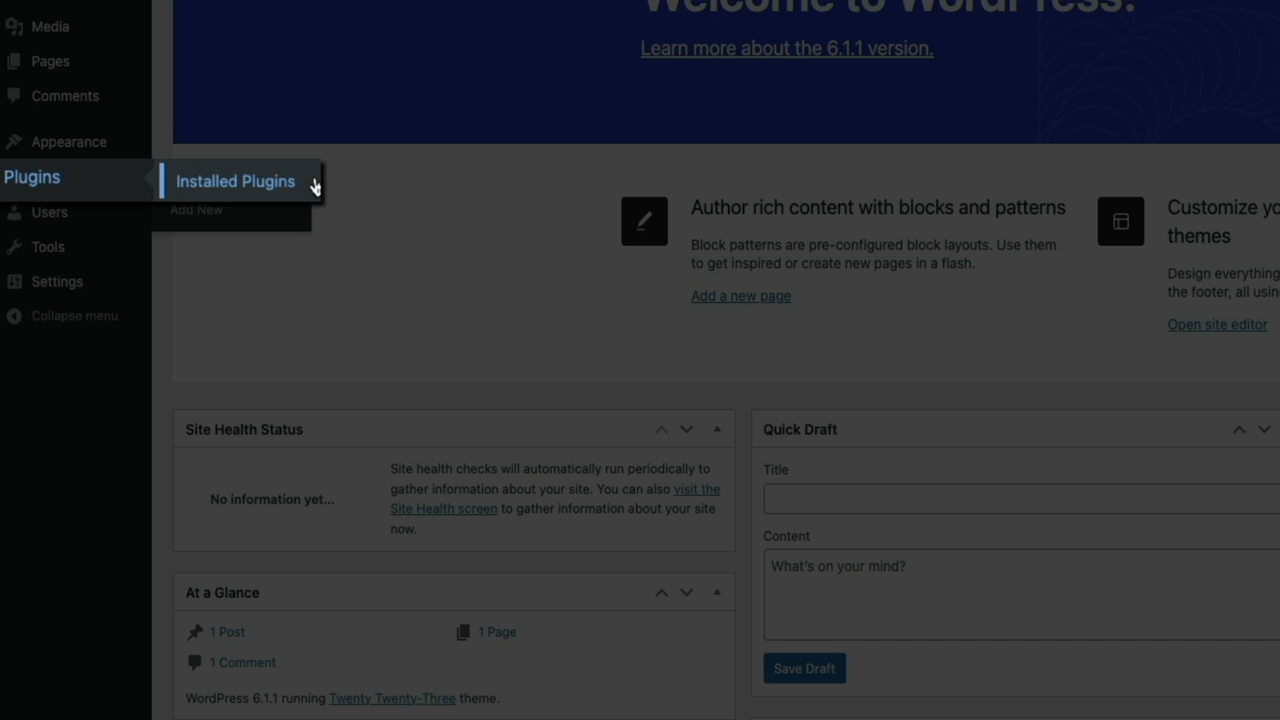 Media
Pages
Comments
Appearance
Plugins
Installed Plugins
Add New
Users
Tools
Settings
Collapse menu
Welcome to WordPress!
Learn more about the 6.1.1 version.
Author rich content with blocks and patterns
Block patterns are pre-configured block layouts. Use them
to get inspired or create new pages in a flash.
Add a new page
Customize yo
themes
Design everything
the footer, all usin
Open site editor
Site Health Status
No information yet...
Site health checks will automatically run periodically to
gather information about your site. You can also visit the
Site Health screen to gather information about your site
now.
At a Glance
1 Post
1 Page
1 Comment
WordPress 6.1.1 running Twenty Twenty-Three theme.
Quick Draft
Title
Content
What's on your mind?
Save Draft